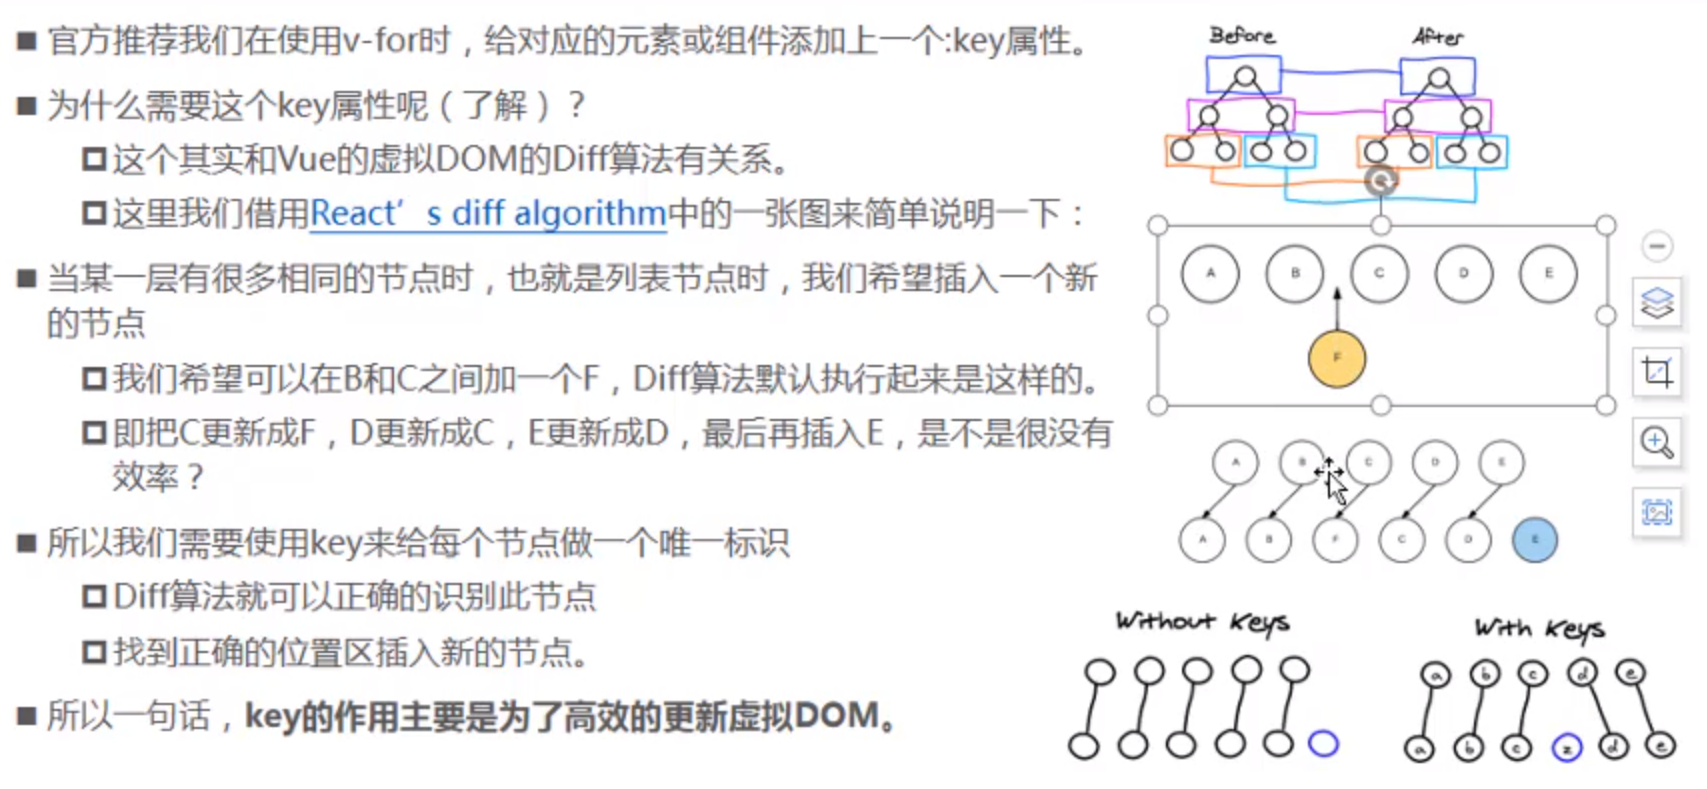 官方推荐我们在使用v-for时，给对应的元素或组件添加上一个:key属性。
为什么需要这个key属性呢（了解）？
这个其实和Vue的虚拟DOM的Diff算法有关系。
这里我们借用React’s diff algorithm中的一张图来简单说明一下：
当某一层有很多相同的节点时，也就是列表节点时，我们希望插入一个新
的节点
我们希望可以在B和C之间加一个F，Diff算法默认执行起来是这样的。
即把C更新成F，D更新成C，E更新成D，最后再插入E，是不是很没有
效率？
所以我们需要使用key来给每个节点做一个唯一标识
Diff算法就可以正确的识别此节点
找到正确的位置区插入新的节点。
所以一句话，key的作用主要是为了高效的更新虚拟DOM。
Before After
A B C D E
F
A B C D E
A B F C D E
Without Keys
With Keys
a b c d e
a b c z d e